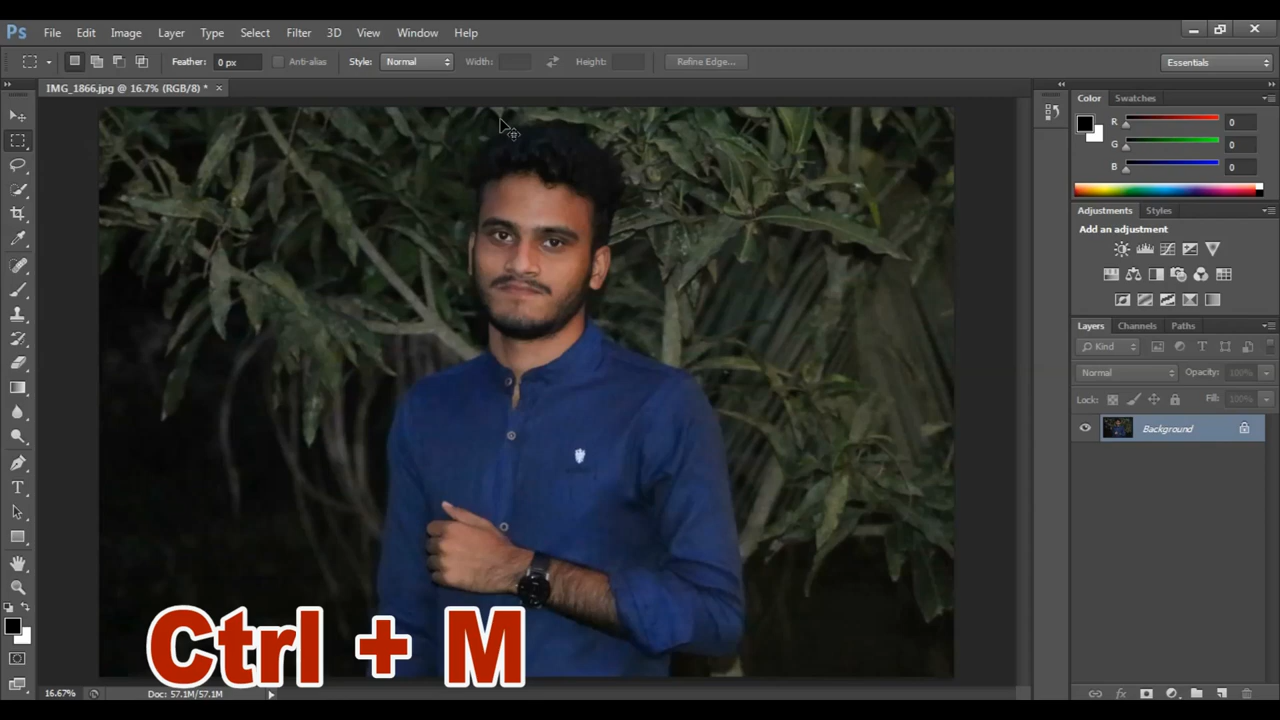 Ps File Edit Image Layer Type Select Filter 3D View Window Help
Feather: 0 px Anti-alias Style: Normal Width: Height: Refine Edge... Essentials
IMG_1866.jpg @ 16.7% (RGB/8) * ×
Color Swatches
R 0
G 0
B 0
Adjustments Styles
Add an adjustment
Layers Channels Paths
Kind
Normal Opacity: 100%
Lock: Fill: 100%
Background
Ctrl + M
16.67% Doc: 57.1M/57.1M